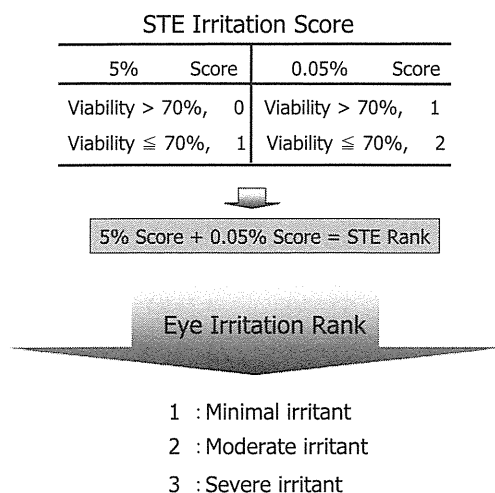 STE Irritation Score
5% Score 0.05% Score
Viability > 70%, 0 Viability > 70%, 1
Viability ≦ 70%, 1 Viability ≦ 70%, 2
5% Score + 0.05% Score = STE Rank
Eye Irritation Rank
1 : Minimal irritant
2 : Moderate irritant
3 : Severe irritant